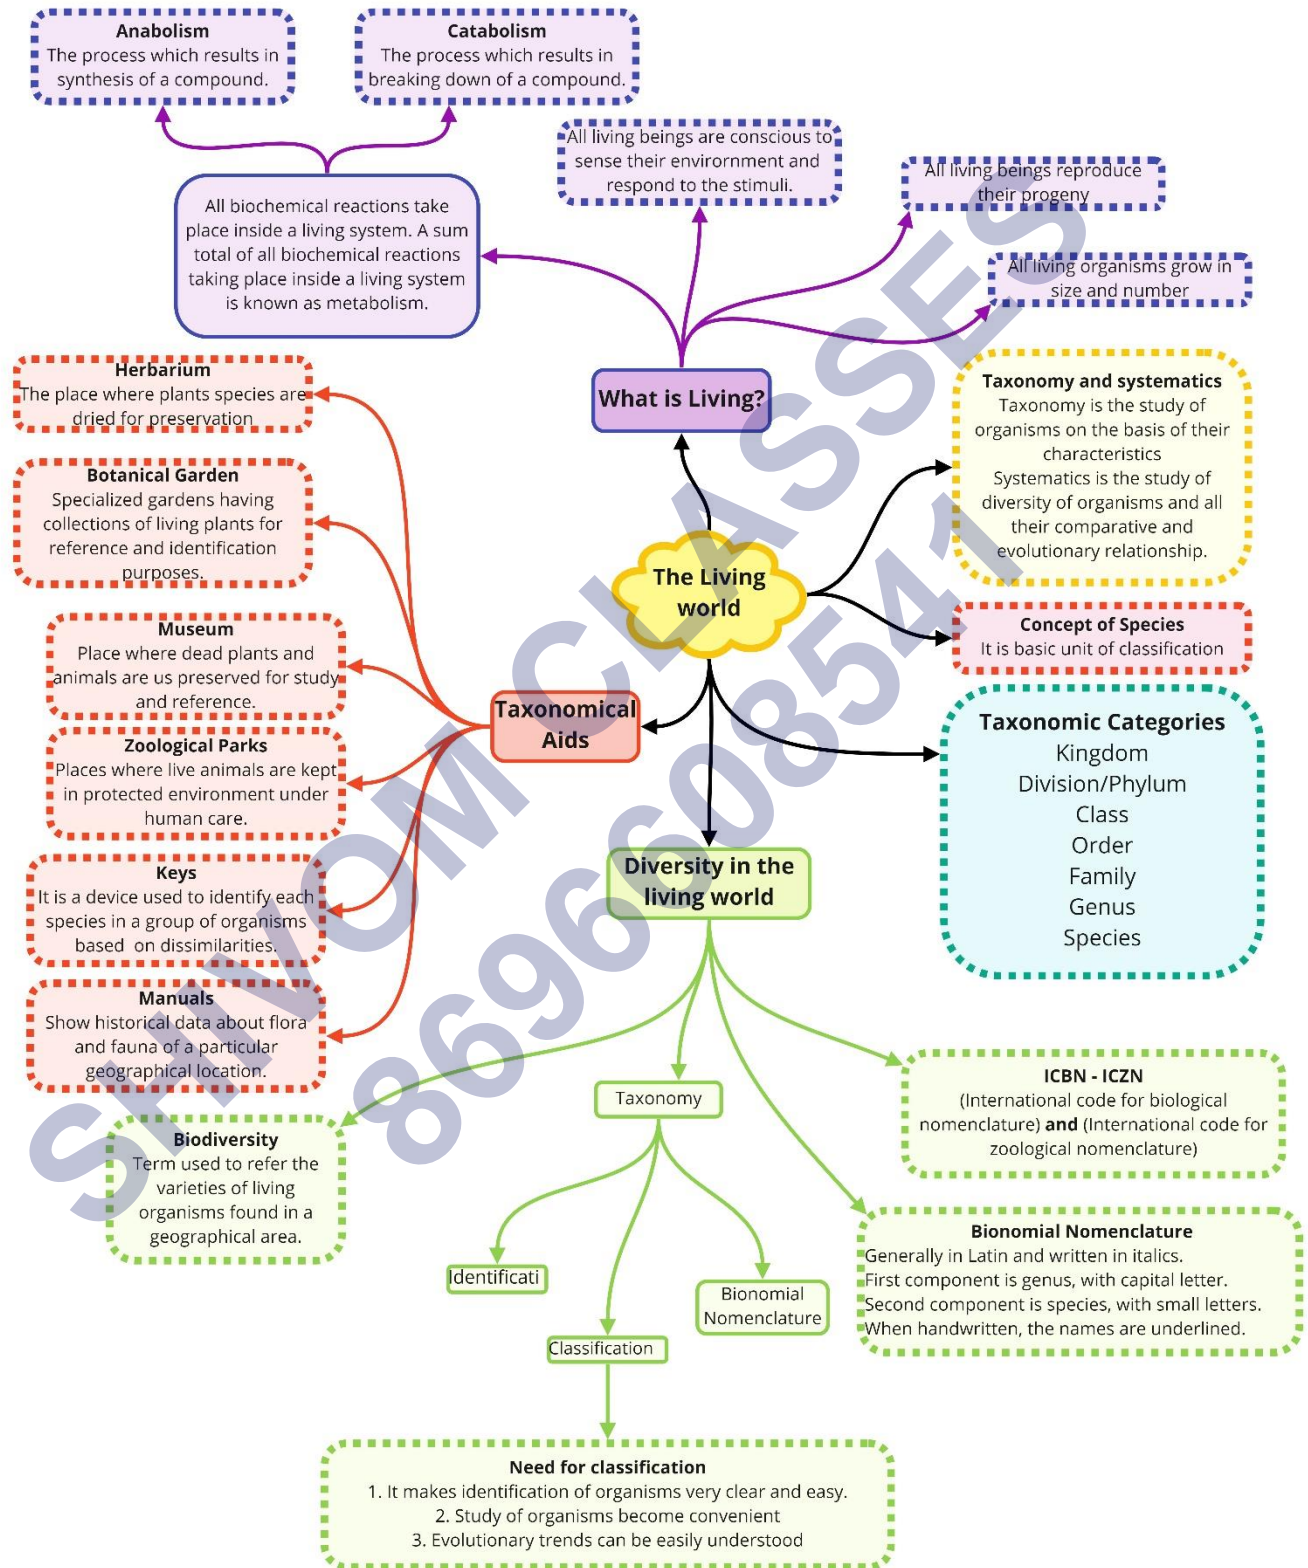 Anabolism
The process which results in
synthesis of a compound.
Catabolism
The process which results in
breaking down of a compound.
All living beings are conscious to
sense their envirornment and
respond to the stimuli.
All living beings reproduce
their progeny
All living organisms grow in
size and number
All biochemical reactions take
place inside a living system. A sum
total of all biochemical reactions
taking place inside a living system
is known as metabolism.
What is Living?
Herbarium
The place where plants species are
dried for preservation
Botanical Garden
Specialized gardens having
collections of living plants for
reference and identification
purposes.
Museum
Place where dead plants and
animals are us preserved for study
and reference.
Zoological Parks
Places where live animals are kept
in protected environment under
human care.
Keys
It is a device used to identify each
species in a group of organisms
based on dissimilarities.
Manuals
Show historical data about flora
and fauna of a particular
geographical location.
Taxonomical
Aids
The Living
world
Taxonomy and systematics
Taxonomy is the study of
organisms on the basis of their
characteristics
Systematics is the study of
diversity of organisms and all
their comparative and
evolutionary relationship.
Concept of Species
It is basic unit of classification
Taxonomic Categories
Kingdom
Division/Phylum
Class
Order
Family
Genus
Species
Diversity in the
living world
Biodiversity
Term used to refer the
varieties of living
organisms found in a
geographical area.
Taxonomy
Identificati
Classification
Bionomial
Nomenclature
ICBN - ICZN
(International code for biological
nomenclature) and (International code for
zoological nomenclature)
Bionomial Nomenclature
Generally in Latin and written in italics.
First component is genus, with capital letter.
Second component is species, with small letters.
When handwritten, the names are underlined.
Need for classification
1. It makes identification of organisms very clear and easy.
2. Study of organisms become convenient
3. Evolutionary trends can be easily understood
SHIVOM CLASSES
8696608541